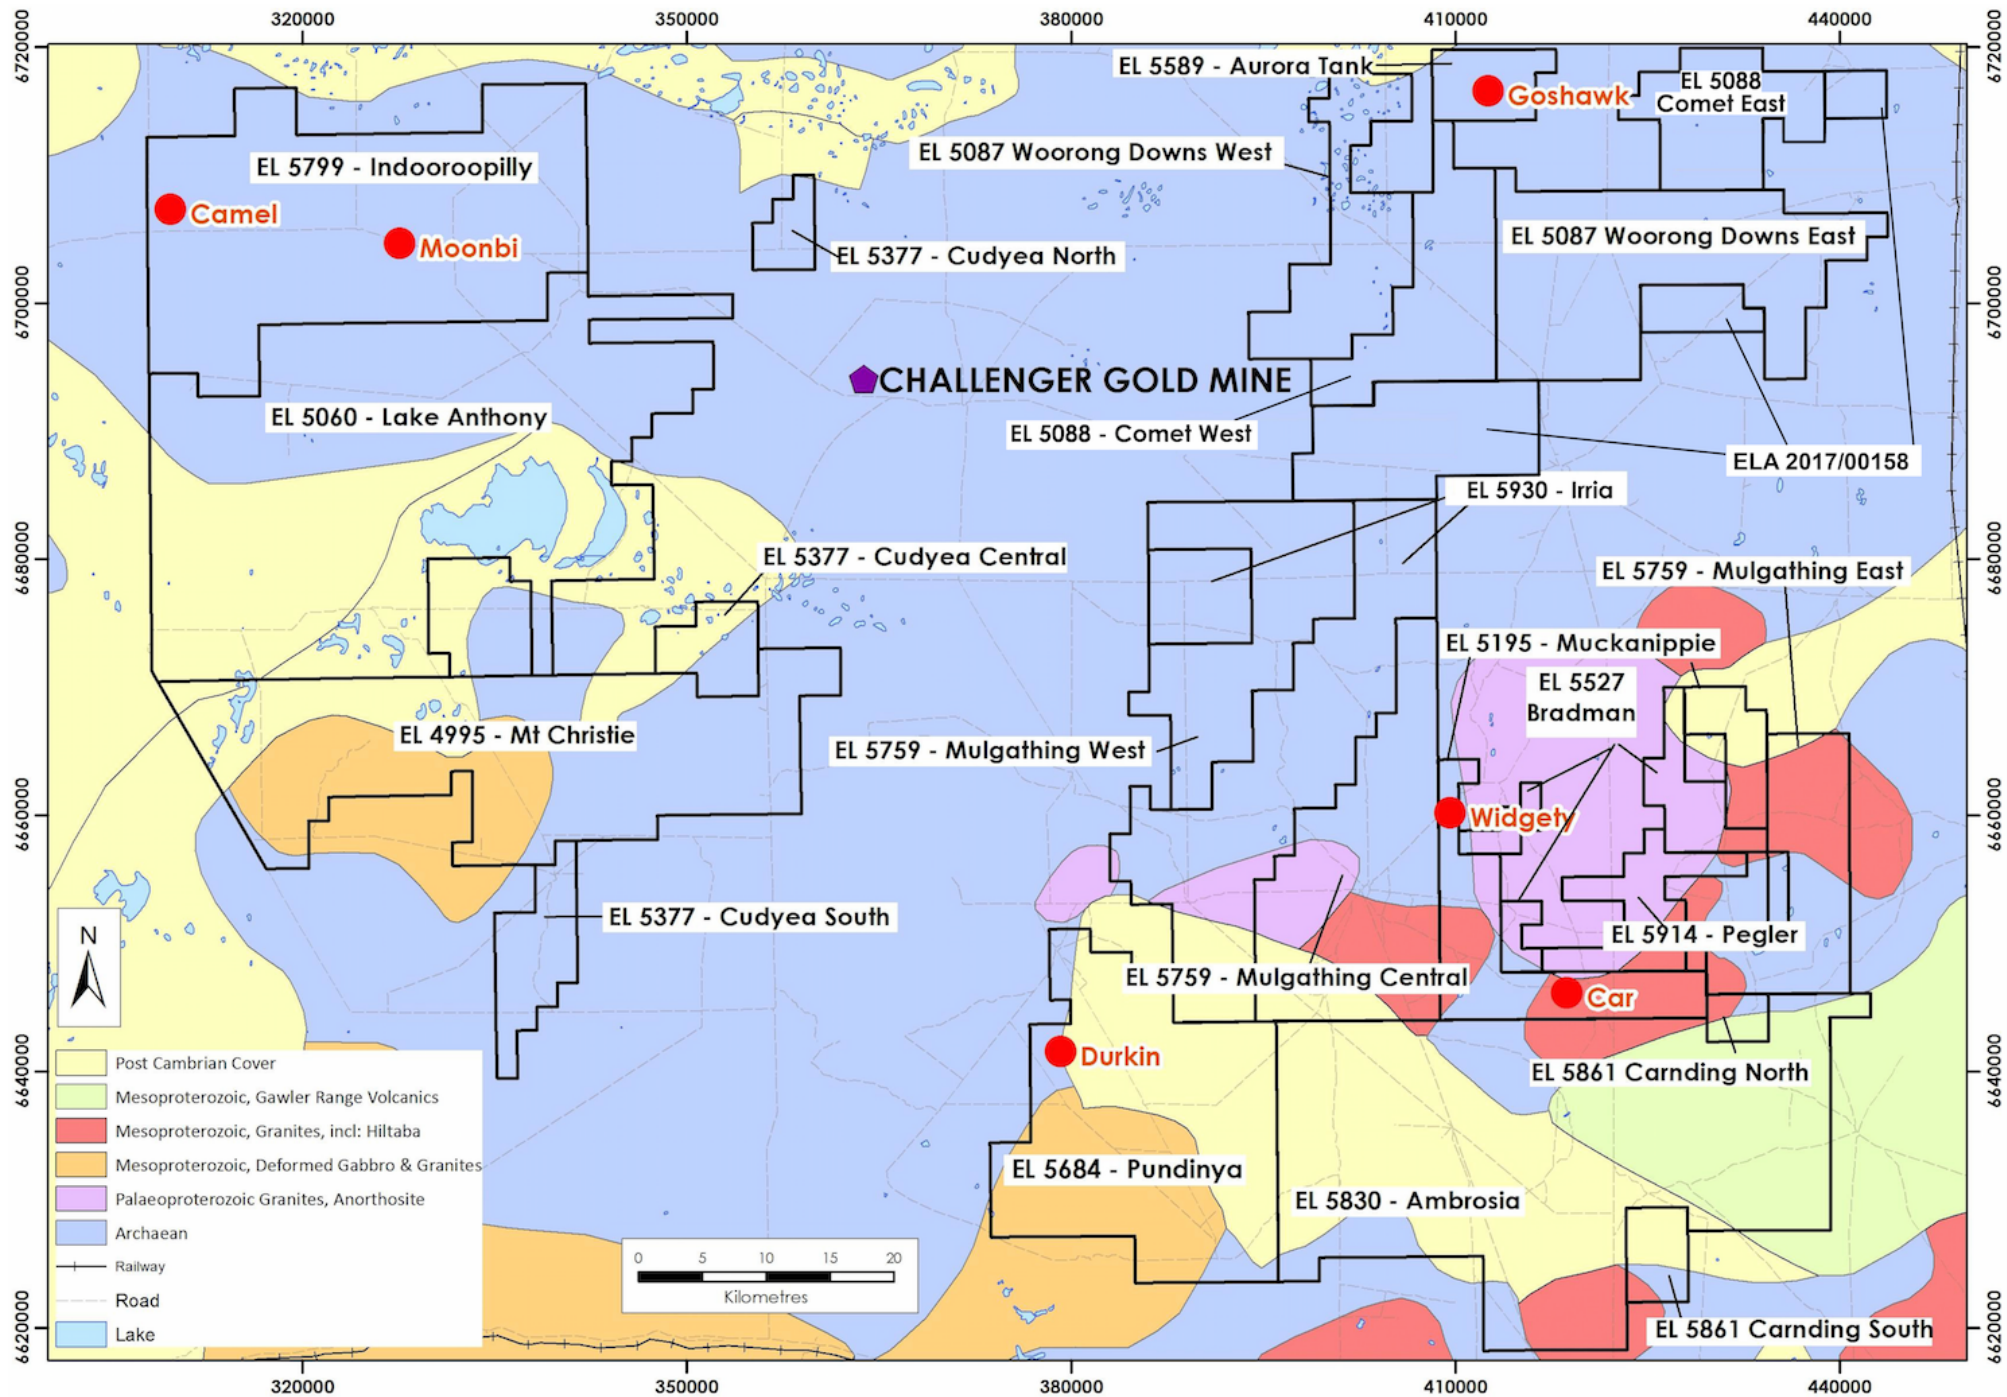 320000
350000
380000
410000
440000
6720000
6720000
EL 5589 - Aurora Tank
Goshawk
EL 5088
Comet East
EL 5799 - Indooroopilly
EL 5087 Woorong Downs West
Camel
Moonbi
EL 5377 - Cudyea North
EL 5087 Woorong Downs East
6700000
6700000
CHALLENGER GOLD MINE
EL 5060 - Lake Anthony
EL 5088 - Comet West
ELA 2017/00158
EL 5930 - Irria
6680000
6680000
EL 5377 - Cudyea Central
EL 5759 - Mulgathing East
EL 5195 - Muckanippie
EL 5527
Bradman
EL 4995 - Mt Christie
EL 5759 - Mulgathing West
6660000
6660000
Widgety
EL 5377 - Cudyea South
EL 5914 - Pegler
N
EL 5759 - Mulgathing Central
Car
Durkin
6640000
6640000
EL 5861 Carnding North
Post Cambrian Cover
Mesoproterozoic, Gawler Range Volcanics
Mesoproterozoic, Granites, incl: Hiltaba
Mesoproterozoic, Deformed Gabbro & Granites
Palaeoproterozoic Granites, Anorthosite
Archaean
Railway
Road
Lake
EL 5684 - Pundinya
EL 5830 - Ambrosia
0 5 10 15 20
Kilometres
6620000
6620000
EL 5861 Carnding South
320000
350000
380000
410000
440000